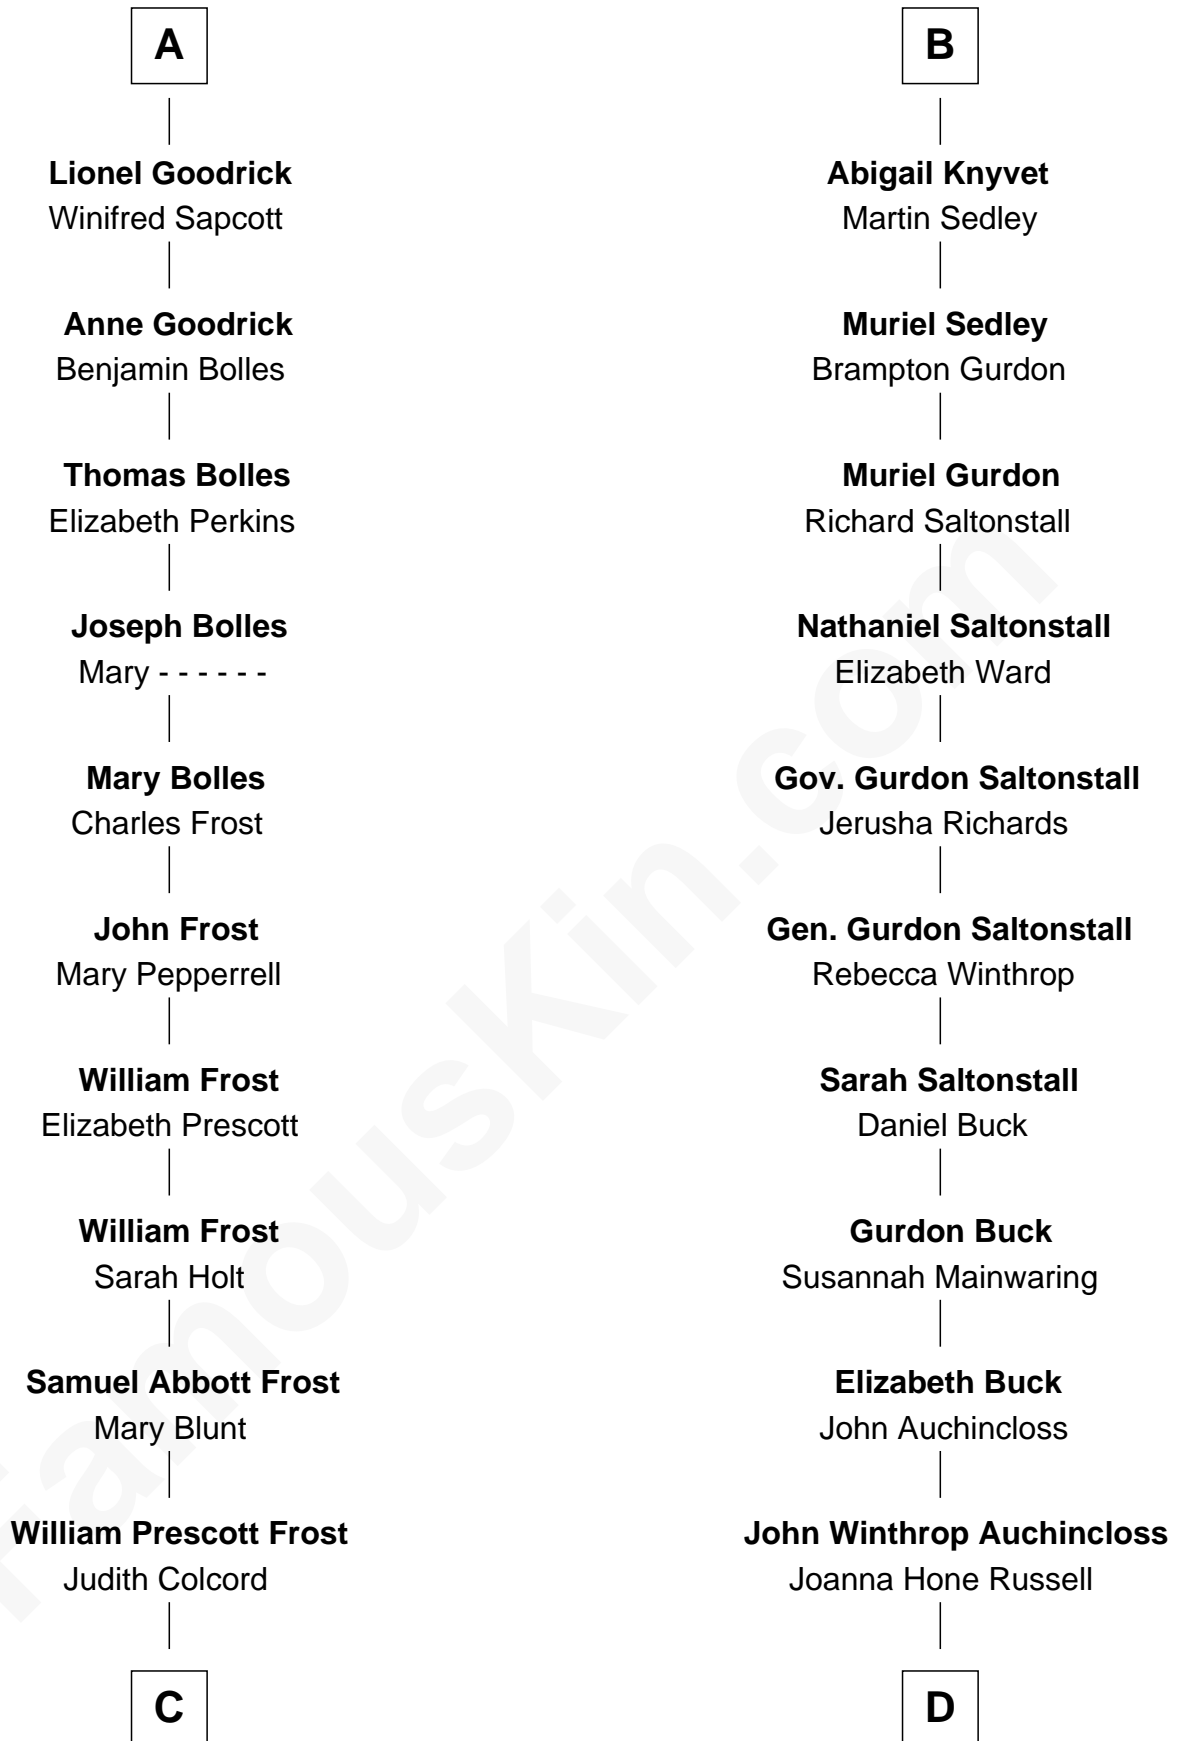 A
Lionel Goodrick
Winifred Sapcott
Anne Goodrick
Benjamin Bolles
Thomas Bolles
Elizabeth Perkins
Joseph Bolles
Mary - - - - - -
Mary Bolles
Charles Frost
John Frost
Mary Pepperrell
William Frost
Elizabeth Prescott
William Frost
Sarah Holt
Samuel Abbott Frost
Mary Blunt
William Prescott Frost
Judith Colcord
C
B
Abigail Knyvet
Martin Sedley
Muriel Sedley
Brampton Gurdon
Muriel Gurdon
Richard Saltonstall
Nathaniel Saltonstall
Elizabeth Ward
Gov. Gurdon Saltonstall
Jerusha Richards
Gen. Gurdon Saltonstall
Rebecca Winthrop
Sarah Saltonstall
Daniel Buck
Gurdon Buck
Susannah Mainwaring
Elizabeth Buck
John Auchincloss
John Winthrop Auchincloss
Joanna Hone Russell
D
FamousKin.com